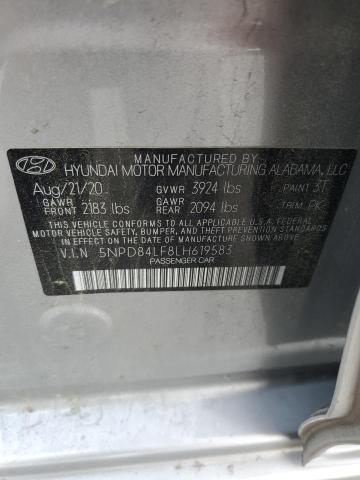 MANUFACTURED BY
HYUNDAI MOTOR MANUFACTURING ALABAMA, LLC
Aug/21/20 GVWR 3924 lbs PAINT 3T
GAWR FRONT 2183 lbs GAWR REAR 2094 lbs TRIM PK
THIS VEHICLE CONFORMS TO ALL APPLICABLE U.S.A. FEDERAL
MOTOR VEHICLE SAFETY, BUMPER, AND THEFT PREVENTION
STANDARDS IN EFFECT ON THE DATE OF MANUFACTURE SHOWN ABOVE.
V.I.N 5NPD84LF8LH619583
PASSENGER CAR